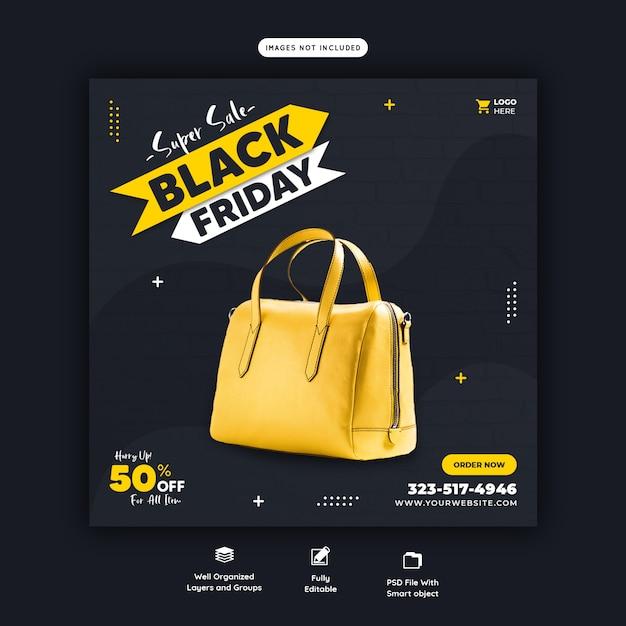 IMAGES NOT INCLUDED
LOGO
HERE
-Super Sale-
BLACK
FRIDAY
Hurry Up!
50% OFF
For All Item
ORDER NOW
323-517-4946
WWW.YOURWEBSITE.COM
Well Organized
Layers and Groups
Fully
Editable
PSD File With
Smart object